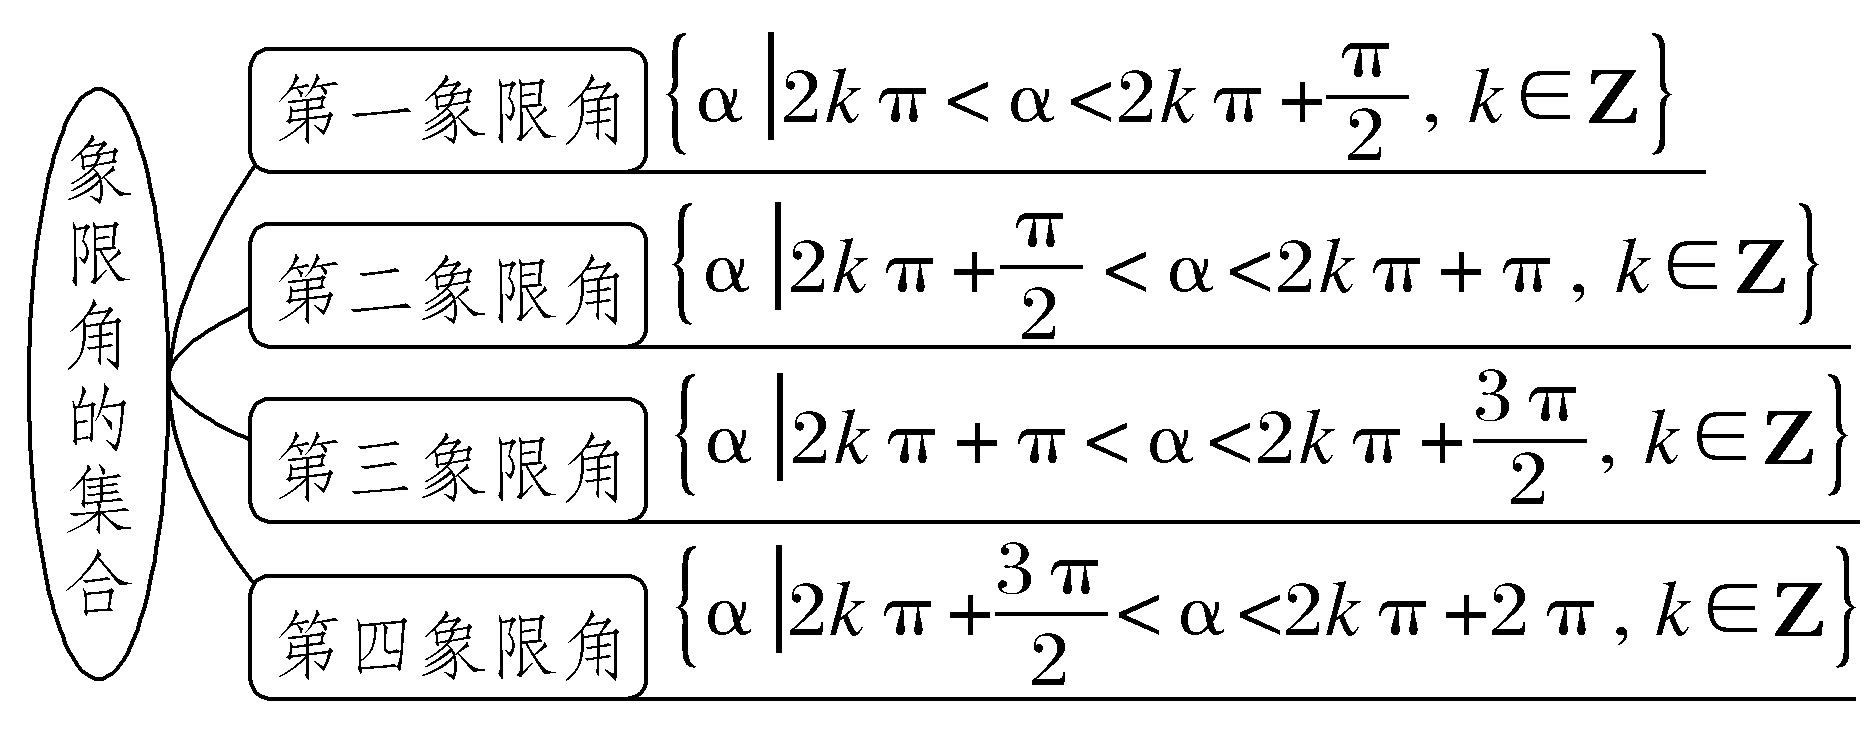 象限角的集合
第一象限角 {α|2kπ<α<2kπ+π/2, k∈Z}
第二象限角 {α|2kπ+π/2<α<2kπ+π, k∈Z}
第三象限角 {α|2kπ+π<α<2kπ+3π/2, k∈Z}
第四象限角 {α|2kπ+3π/2<α<2kπ+2π, k∈Z}